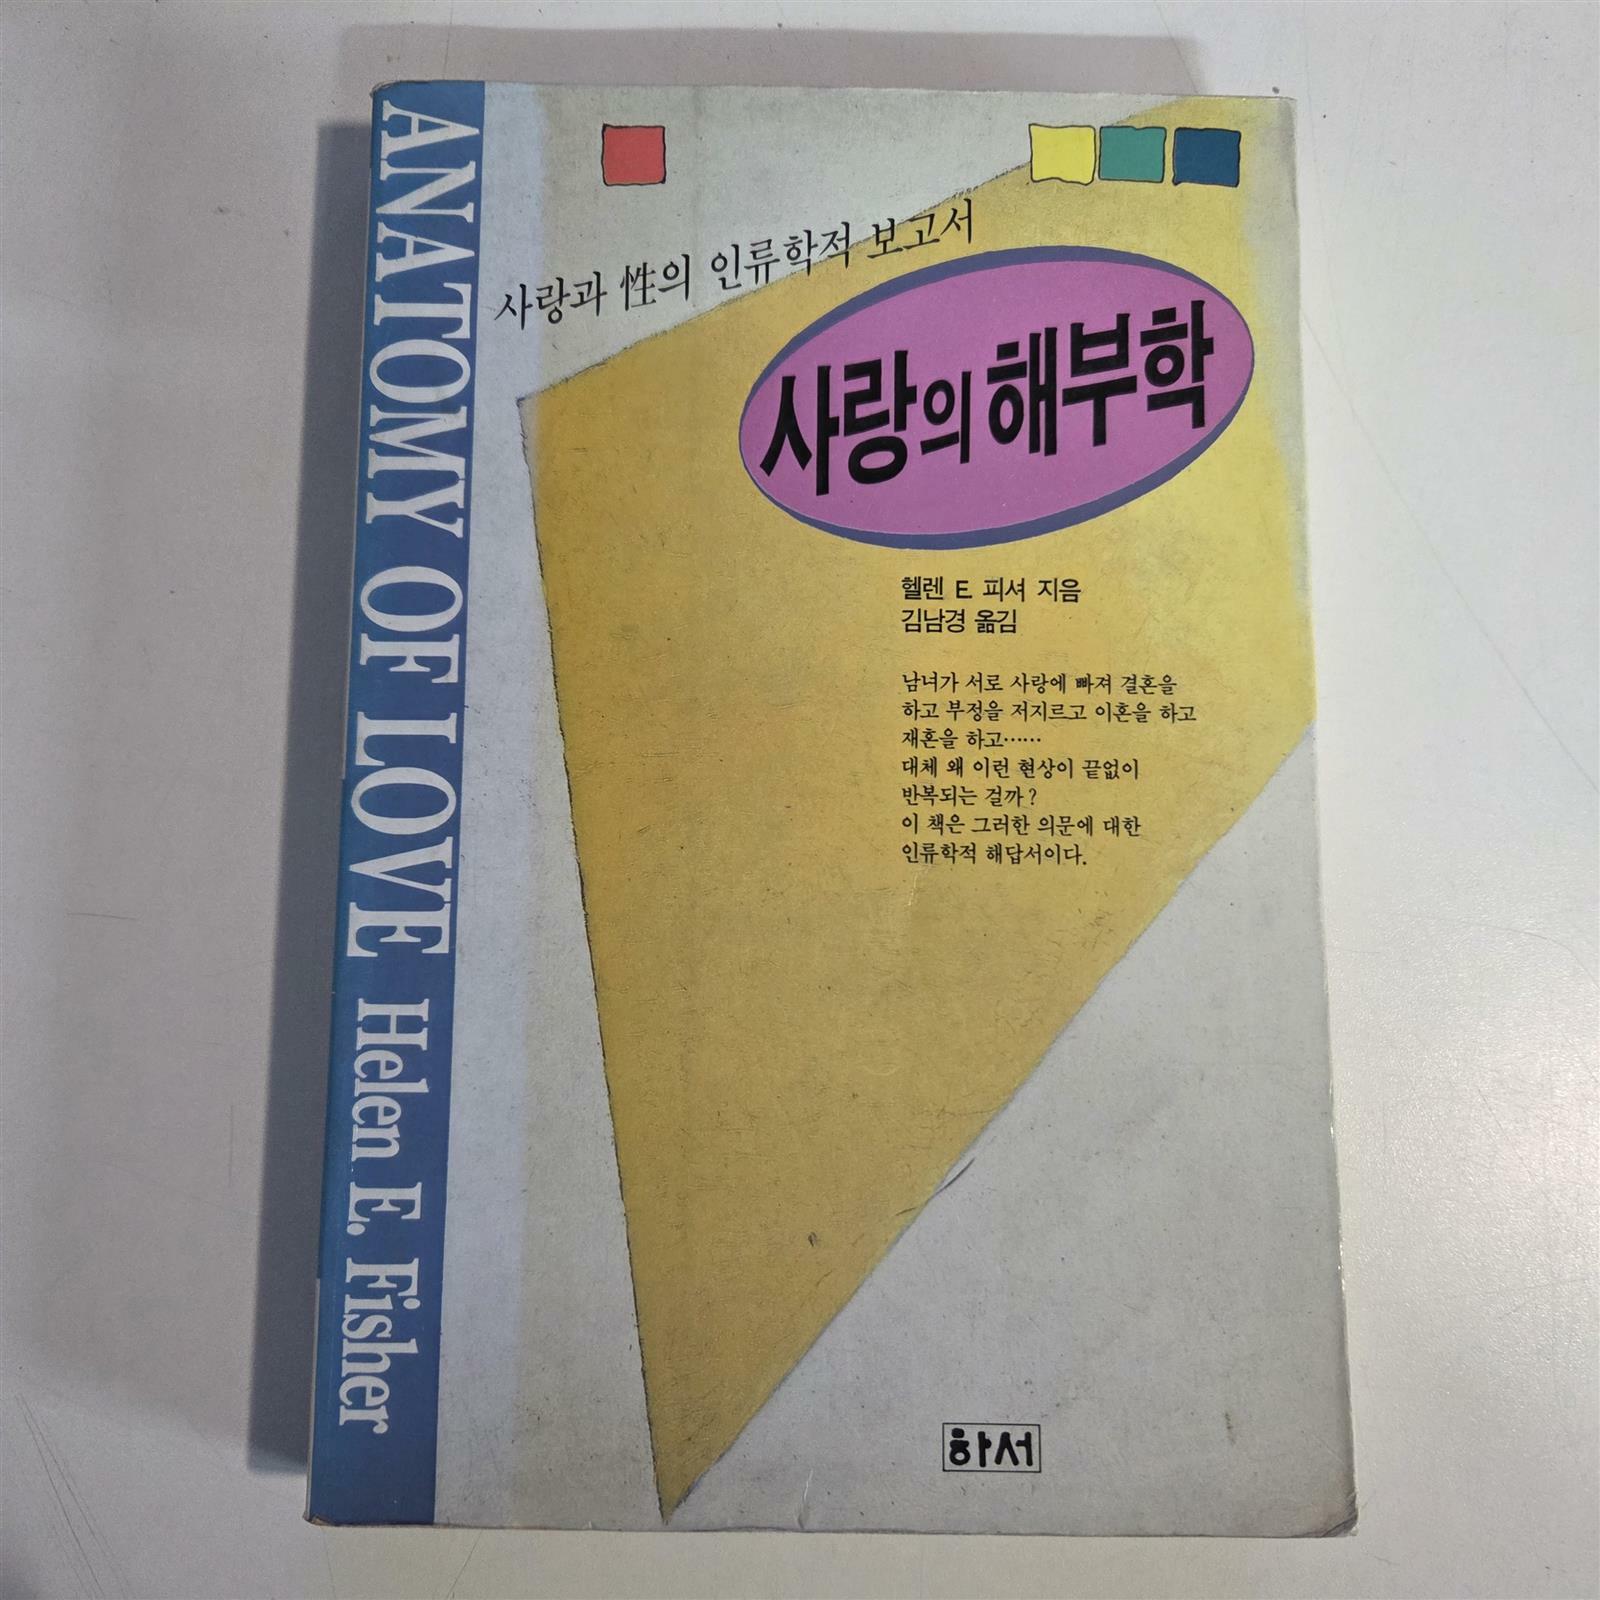 ANATOMY OF LOVE Helen E. Fisher
사랑과 性의 인류학적 보고서
사랑의 해부학
헬렌 E. 피셔 지음
김남경 옮김
남녀가 서로 사랑에 빠져 결혼을
하고 부정을 저지르고 이혼을 하고
재혼을 하고……
대체 왜 이런 현상이 끝없이
반복되는 걸까?
이 책은 그러한 의문에 대한
인류학적 해답서이다.
하서